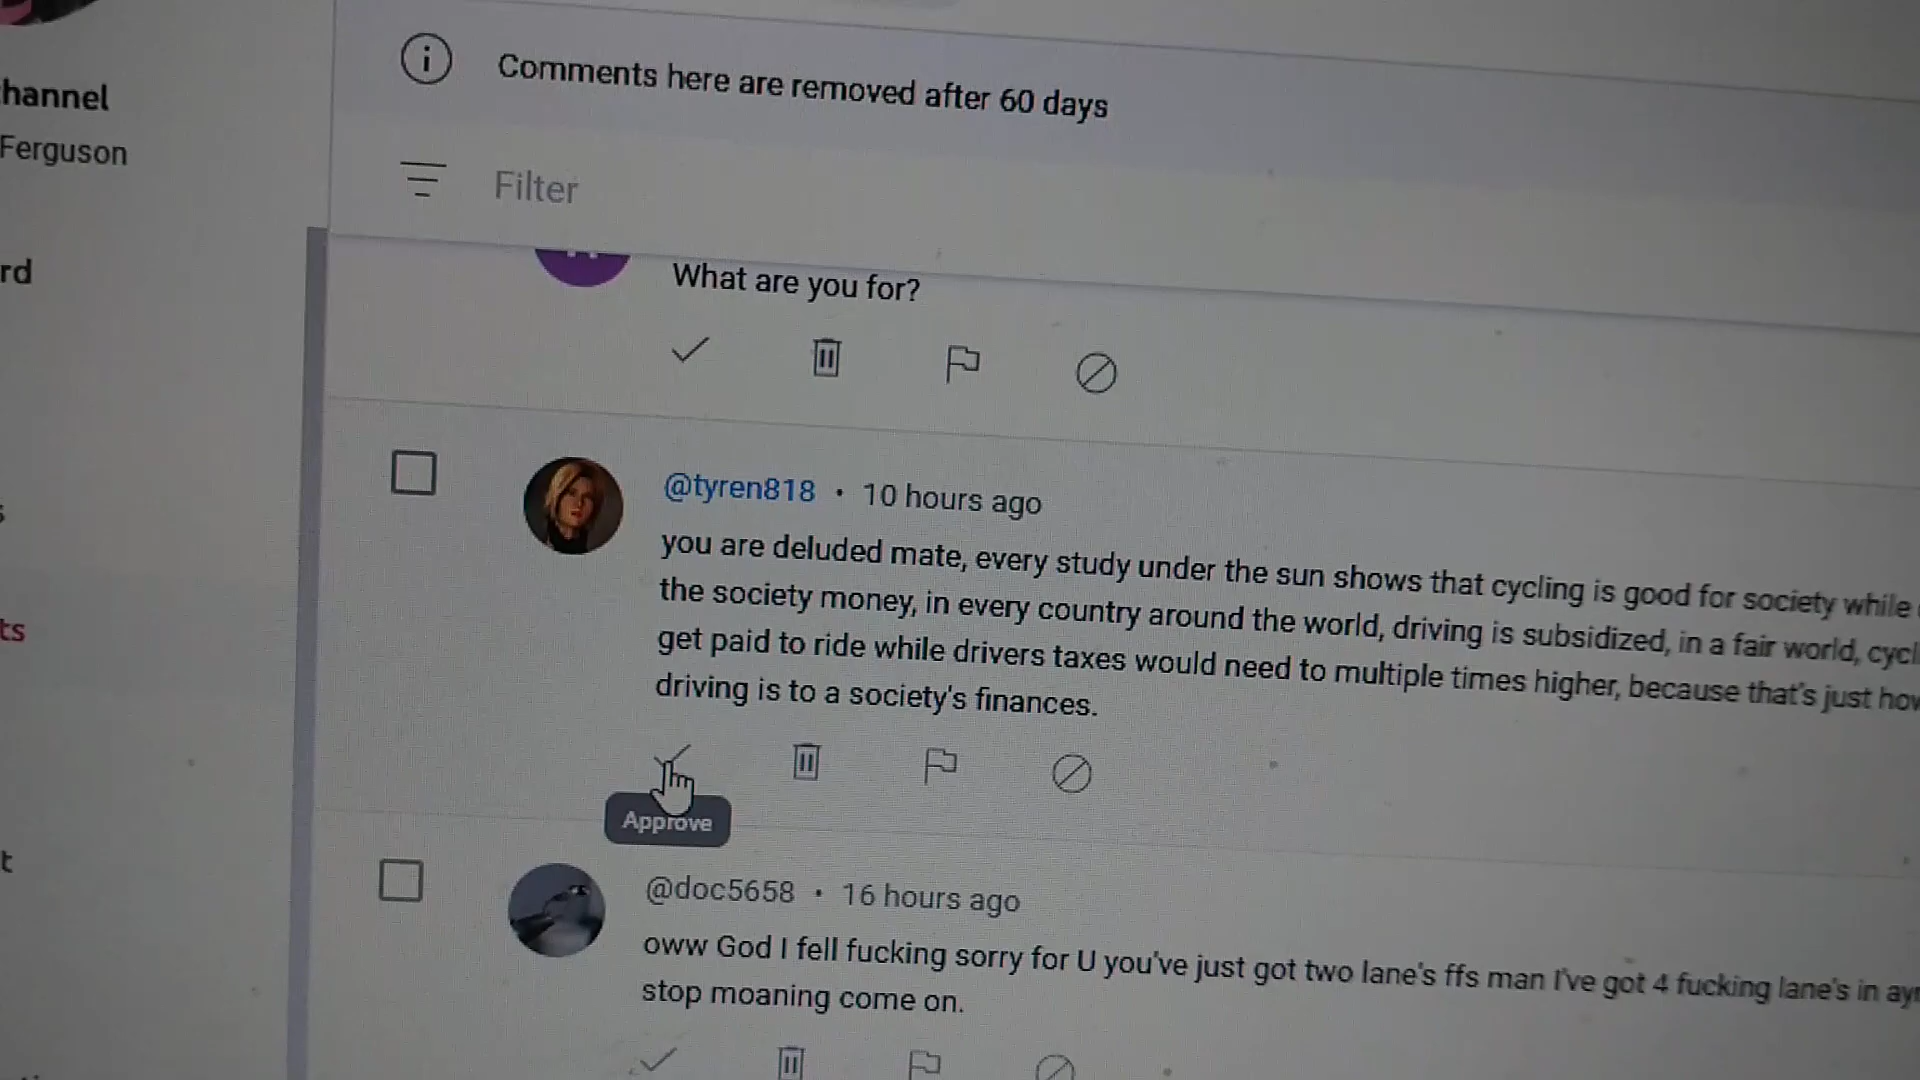 hannel
Ferguson
rd
ts
t
Comments here are removed after 60 days
Filter
What are you for?
@tyren818 · 10 hours ago
you are deluded mate, every study under the sun shows that cycling is good for society while
the society money, in every country around the world, driving is subsidized, in a fair world, cycl
get paid to ride while drivers taxes would need to multiple times higher, because that's just how
driving is to a society's finances.
Approve
@doc5658 · 16 hours ago
oww God I fell fucking sorry for U you've just got two lane's ffs man I've got 4 fucking lane's in ayr
stop moaning come on.